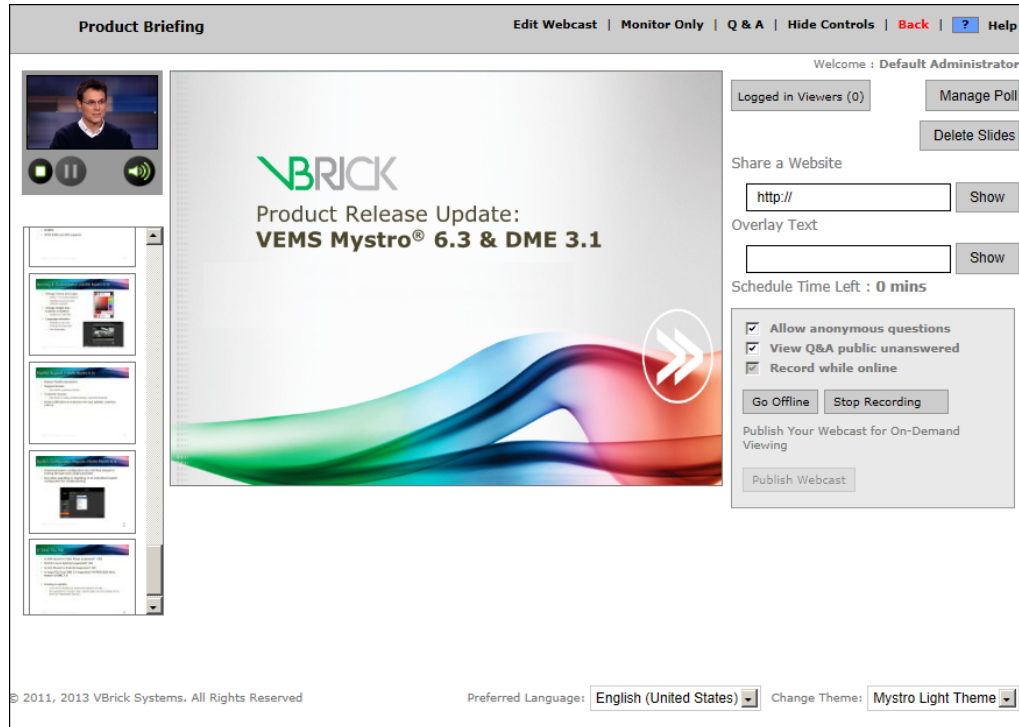 Product Briefing
Edit Webcast | Monitor Only | Q & A | Hide Controls | Back | ? Help
Welcome : Default Administrator
Logged in Viewers (0)
Manage Poll
Delete Slides
Share a Website
http://
Show
Overlay Text
Show
Schedule Time Left : 0 mins
Allow anonymous questions
View Q&A public unanswered
Record while online
Go Offline
Stop Recording
Publish Your Webcast for On-Demand
Viewing
Publish Webcast
VBRICK
Product Release Update:
VEMS Mystro® 6.3 & DME 3.1
© 2011, 2013 VBrick Systems. All Rights Reserved
Preferred Language: English (United States)
Change Theme: Mystro Light Theme